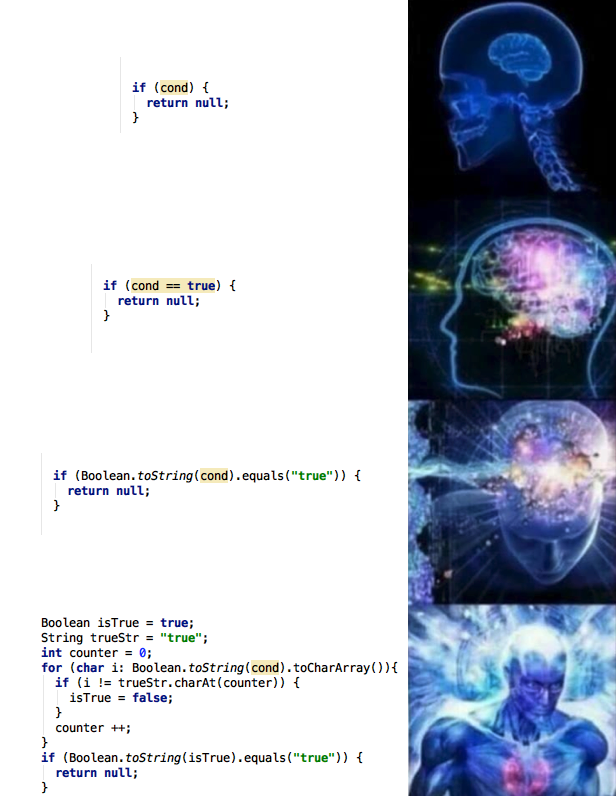 if (cond) {
return null;
}
if (cond == true) {
return null;
}
if (Boolean.toString(cond).equals("true")) {
return null;
}
Boolean isTrue = true;
String trueStr = "true";
int counter = 0;
for (char i: Boolean.toString(cond).toCharArray()){
if (i != trueStr.charAt(counter)) {
isTrue = false;
}
counter ++;
}
if (Boolean.toString(isTrue).equals("true")) {
return null;
}